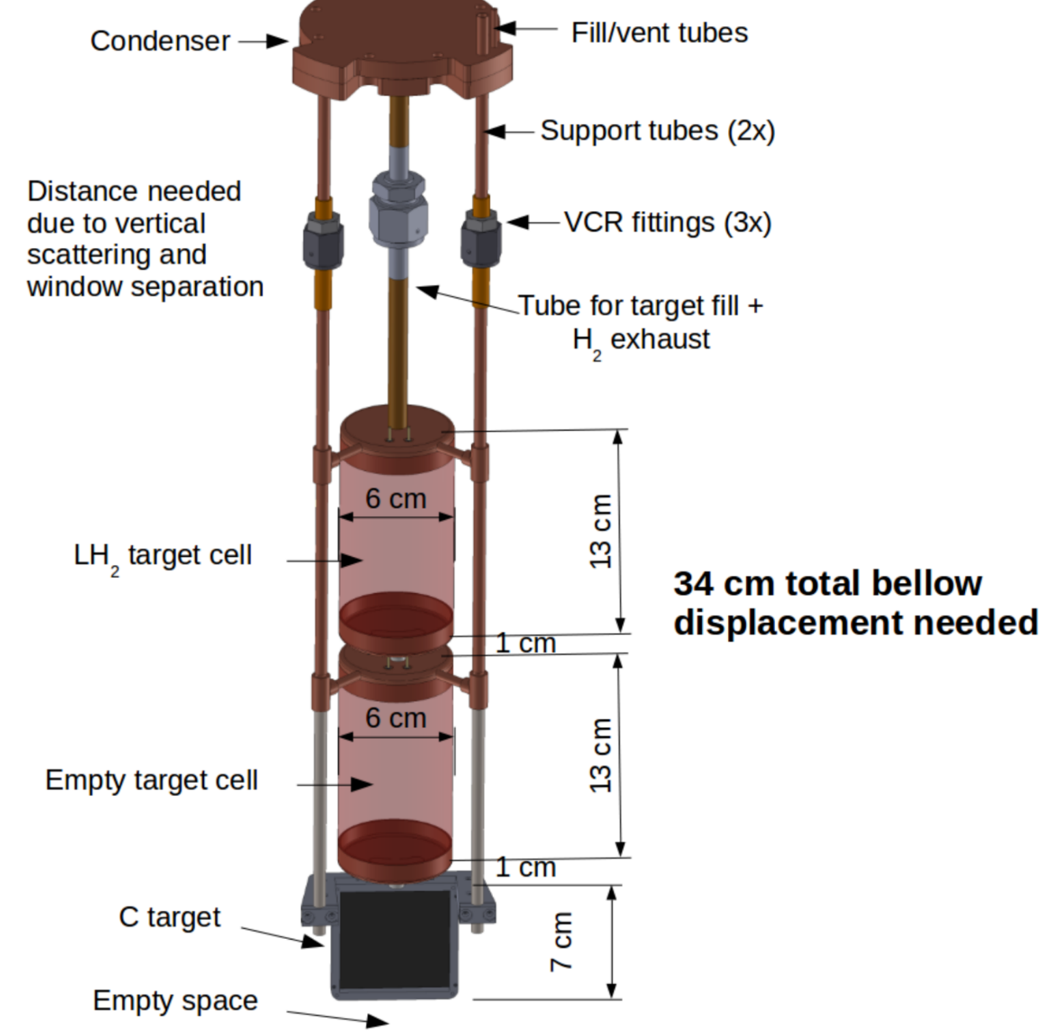 Condenser
Fill/vent tubes
Support tubes (2x)
Distance needed
due to vertical
scattering and
window separation
VCR fittings (3x)
Tube for target fill +
H2 exhaust
6 cm
13 cm
LH2 target cell
34 cm total bellow
displacement needed
1 cm
6 cm
13 cm
Empty target cell
1 cm
C target
7 cm
Empty space